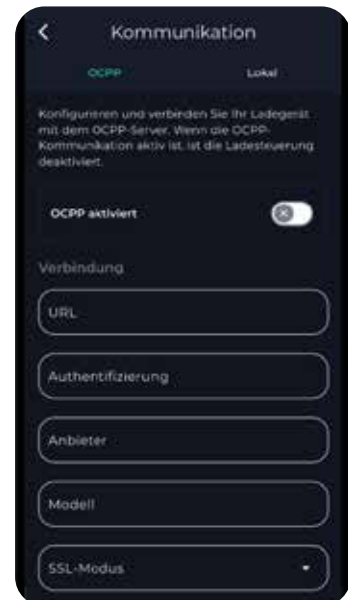 Kommunikation
OCPP Lokal
Konfigurieren und verbinden Sie Ihr Ladegerät
mit dem OCPP-Server. Wenn die OCPP-
Kommunikation aktiv ist, ist die Ladesteuerung
deaktiviert.
OCPP aktiviert
Verbindung
URL
Authentifizierung
Anbieter
Modell
SSL-Modus